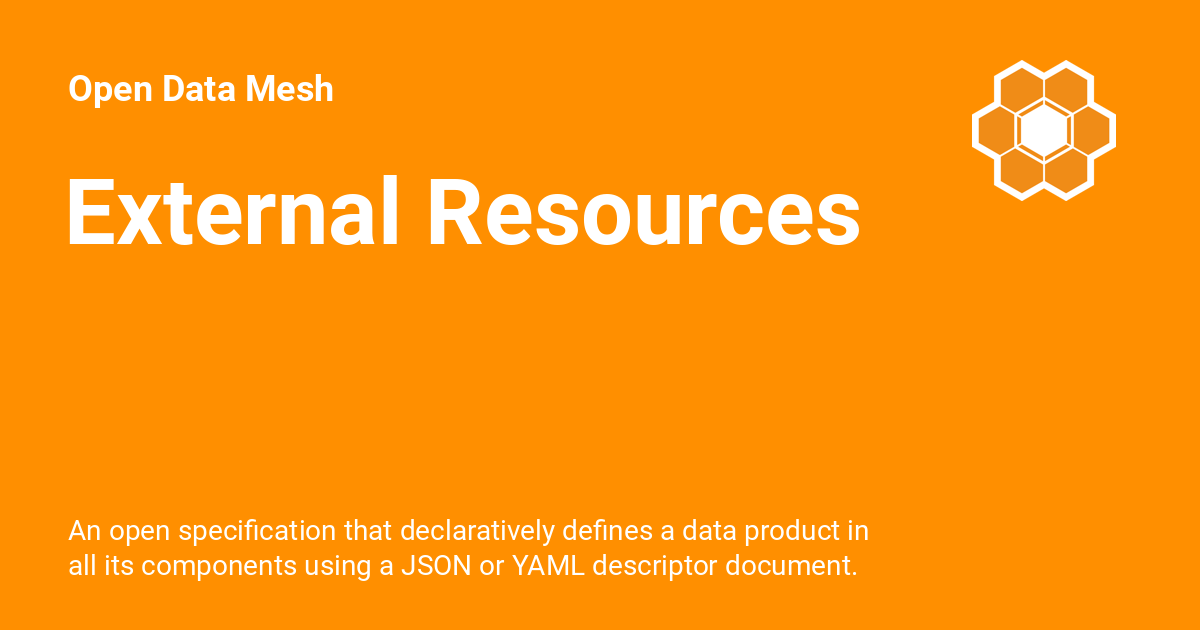 Open Data Mesh
External Resources
An open specification that declaratively defines a data product in
all its components using a JSON or YAML descriptor document.